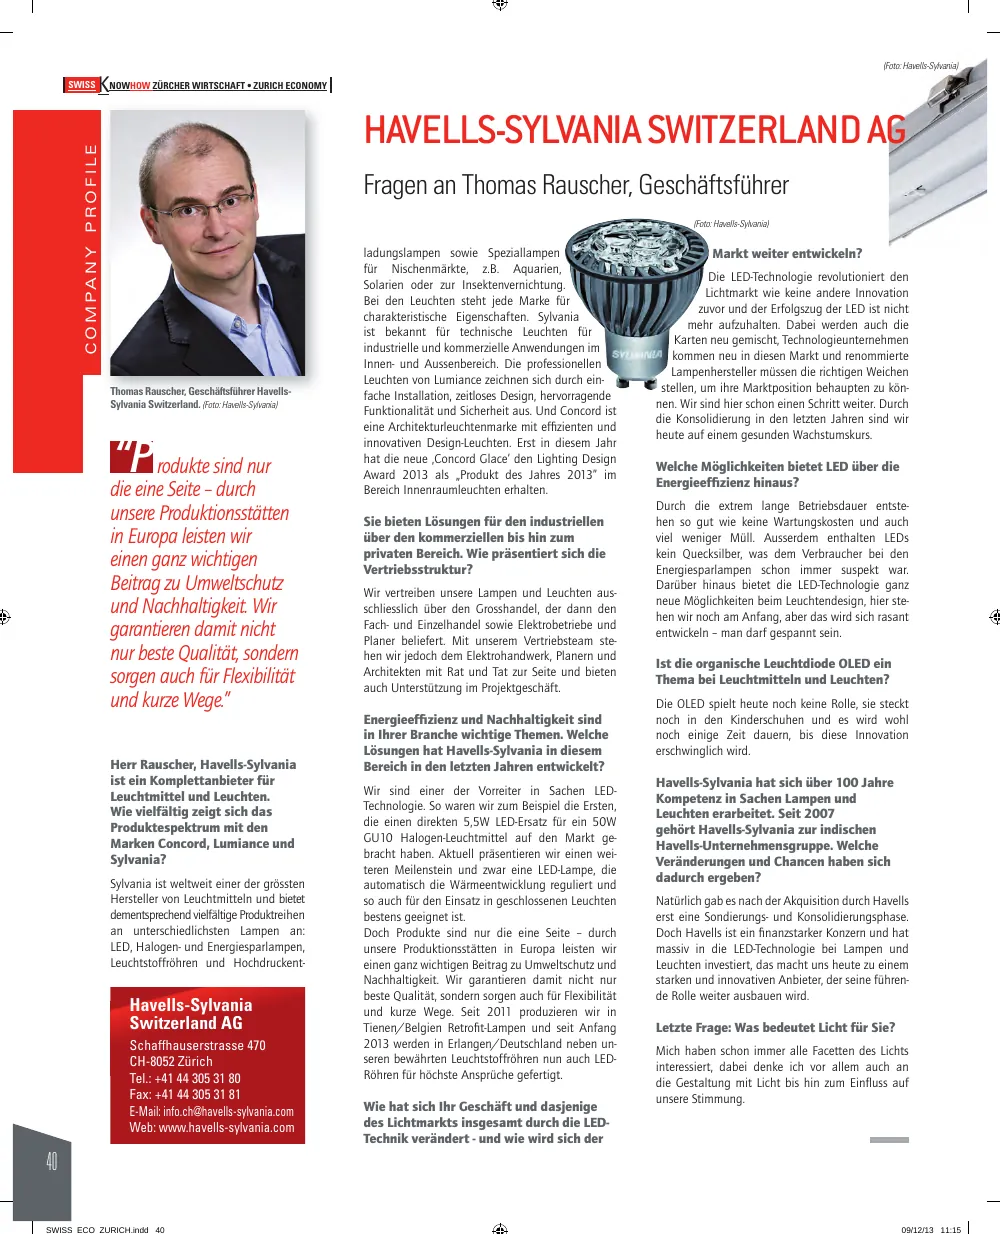 (Foto: Havells-Sylvania)
SWISS KNOWHOW ZÜRCHER WIRTSCHAFT • ZURICH ECONOMY
COMPANY PROFILE
HAVELLS-SYLVANIA SWITZERLAND AG
Fragen an Thomas Rauscher, Geschäftsführer
Thomas Rauscher, Geschäftsführer Havells-
Sylvania Switzerland. (Foto: Havells-Sylvania)
“Produkte sind nur
die eine Seite – durch
unsere Produktionsstätten
in Europa leisten wir
einen ganz wichtigen
Beitrag zu Umweltschutz
und Nachhaltigkeit. Wir
garantieren damit nicht
nur beste Qualität, sondern
sorgen auch für Flexibilität
und kurze Wege.”
Herr Rauscher, Havells-Sylvania
ist ein Komplettanbieter für
Leuchtmittel und Leuchten.
Wie vielfältig zeigt sich das
Produktespektrum mit den
Marken Concord, Lumiance und
Sylvania?
Sylvania ist weltweit einer der grössten
Hersteller von Leuchtmitteln und bietet
dementsprechend vielfältige Produktreihen
an unterschiedlichsten Lampen an:
LED, Halogen- und Energiesparlampen,
Leuchtstoffröhren und Hochdruckent-
Havells-Sylvania
Switzerland AG
Schaffhauserstrasse 470
CH-8052 Zürich
Tel.: +41 44 305 31 80
Fax: +41 44 305 31 81
E-Mail: info.ch@havells-sylvania.com
Web: www.havells-sylvania.com
ladungslampen sowie Speziallampen
für Nischenmärkte, z.B. Aquarien,
Solarien oder zur Insektenvernichtung.
Bei den Leuchten steht jede Marke für
charakteristische Eigenschaften. Sylvania
ist bekannt für technische Leuchten für
industrielle und kommerzielle Anwendungen im
Innen- und Aussenbereich. Die professionellen
Leuchten von Lumiance zeichnen sich durch ein-
fache Installation, zeitloses Design, hervorragende
Funktionalität und Sicherheit aus. Und Concord ist
eine Architekturleuchtenmarke mit effizienten und
innovativen Design-Leuchten. Erst in diesem Jahr
hat die neue ‚Concord Glace‘ den Lighting Design
Award 2013 als „Produkt des Jahres 2013” im
Bereich Innenraumleuchten erhalten.
Sie bieten Lösungen für den industriellen
über den kommerziellen bis hin zum
privaten Bereich. Wie präsentiert sich die
Vertriebsstruktur?
Wir vertreiben unsere Lampen und Leuchten aus-
schliesslich über den Grosshandel, der dann den
Fach- und Einzelhandel sowie Elektrobetriebe und
Planer beliefert. Mit unserem Vertriebsteam ste-
hen wir jedoch dem Elektrohandwerk, Planern und
Architekten mit Rat und Tat zur Seite und bieten
auch Unterstützung im Projektgeschäft.
Energieeffizienz und Nachhaltigkeit sind
in Ihrer Branche wichtige Themen. Welche
Lösungen hat Havells-Sylvania in diesem
Bereich in den letzten Jahren entwickelt?
Wir sind einer der Vorreiter in Sachen LED-
Technologie. So waren wir zum Beispiel die Ersten,
die einen direkten 5,5W LED-Ersatz für ein 50W
GU10 Halogen-Leuchtmittel auf den Markt ge-
bracht haben. Aktuell präsentieren wir einen wei-
teren Meilenstein und zwar eine LED-Lampe, die
automatisch die Wärmeentwicklung reguliert und
so auch für den Einsatz in geschlossenen Leuchten
bestens geeignet ist.
Doch Produkte sind nur die eine Seite – durch
unsere Produktionsstätten in Europa leisten wir
einen ganz wichtigen Beitrag zu Umweltschutz und
Nachhaltigkeit. Wir garantieren damit nicht nur
beste Qualität, sondern sorgen auch für Flexibilität
und kurze Wege. Seit 2011 produzieren wir in
Tienen/Belgien Retrofit-Lampen und seit Anfang
2013 werden in Erlangen/Deutschland neben un-
seren bewährten Leuchtstoffröhren nun auch LED-
Röhren für höchste Ansprüche gefertigt.
Wie hat sich Ihr Geschäft und dasjenige
des Lichtmarkts insgesamt durch die LED-
Technik verändert - und wie wird sich der
(Foto: Havells-Sylvania)
SYLVANIA
Markt weiter entwickeln?
Die LED-Technologie revolutioniert den
Lichtmarkt wie keine andere Innovation
zuvor und der Erfolgszug der LED ist nicht
mehr aufzuhalten. Dabei werden auch die
Karten neu gemischt, Technologieunternehmen
kommen neu in diesen Markt und renommierte
Lampenhersteller müssen die richtigen Weichen
stellen, um ihre Marktposition behaupten zu kön-
nen. Wir sind hier schon einen Schritt weiter. Durch
die Konsolidierung in den letzten Jahren sind wir
heute auf einem gesunden Wachstumskurs.
Welche Möglichkeiten bietet LED über die
Energieeffizienz hinaus?
Durch die extrem lange Betriebsdauer entste-
hen so gut wie keine Wartungskosten und auch
viel weniger Müll. Ausserdem enthalten LEDs
kein Quecksilber, was dem Verbraucher bei den
Energiesparlampen schon immer suspekt war.
Darüber hinaus bietet die LED-Technologie ganz
neue Möglichkeiten beim Leuchtendesign, hier ste-
hen wir noch am Anfang, aber das wird sich rasant
entwickeln – man darf gespannt sein.
Ist die organische Leuchtdiode OLED ein
Thema bei Leuchtmitteln und Leuchten?
Die OLED spielt heute noch keine Rolle, sie steckt
noch in den Kinderschuhen und es wird wohl
noch einige Zeit dauern, bis diese Innovation
erschwinglich wird.
Havells-Sylvania hat sich über 100 Jahre
Kompetenz in Sachen Lampen und
Leuchten erarbeitet. Seit 2007
gehört Havells-Sylvania zur indischen
Havells-Unternehmensgruppe. Welche
Veränderungen und Chancen haben sich
dadurch ergeben?
Natürlich gab es nach der Akquisition durch Havells
erst eine Sondierungs- und Konsolidierungsphase.
Doch Havells ist ein finanzstarker Konzern und hat
massiv in die LED-Technologie bei Lampen und
Leuchten investiert, das macht uns heute zu einem
starken und innovativen Anbieter, der seine führen-
de Rolle weiter ausbauen wird.
Letzte Frage: Was bedeutet Licht für Sie?
Mich haben schon immer alle Facetten des Lichts
interessiert, dabei denke ich vor allem auch an
die Gestaltung mit Licht bis hin zum Einfluss auf
unsere Stimmung.
40
SWISS_ECO_ZURICH.indd 40
09/12/13 11:15